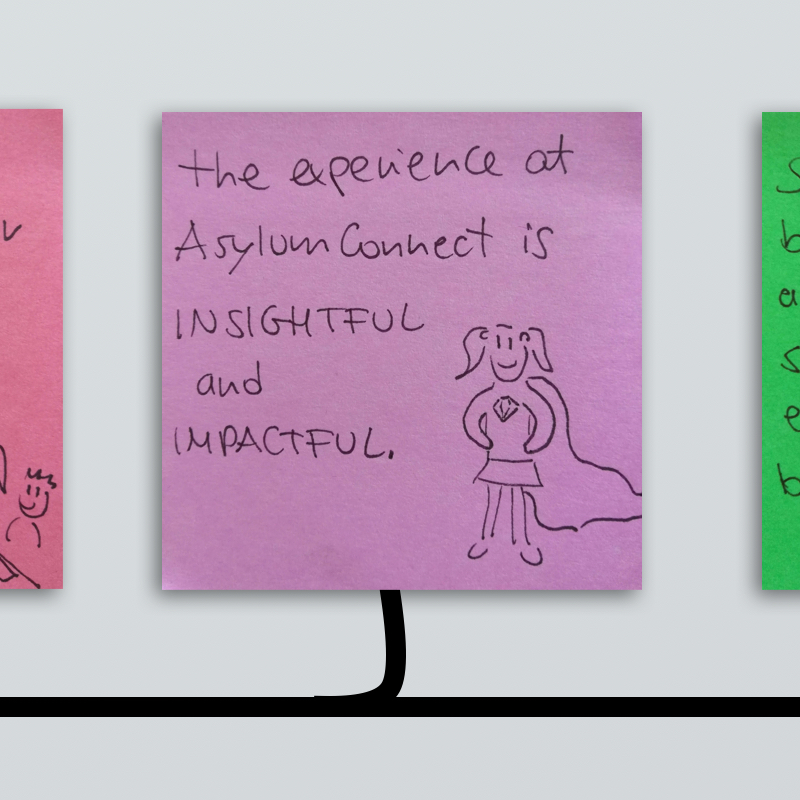 the experience at
AsylumConnect is
INSIGHTFUL
and
IMPACTFUL.